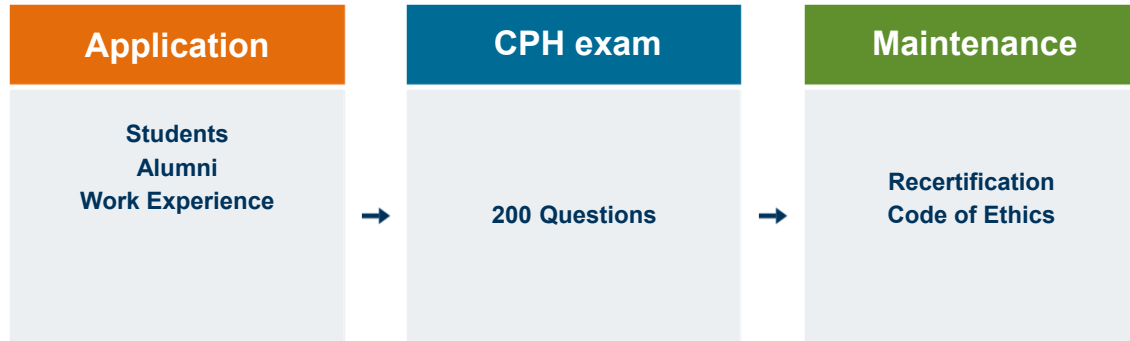 Application
Students
Alumni
Work Experience
CPH exam
200 Questions
Maintenance
Recertification
Code of Ethics